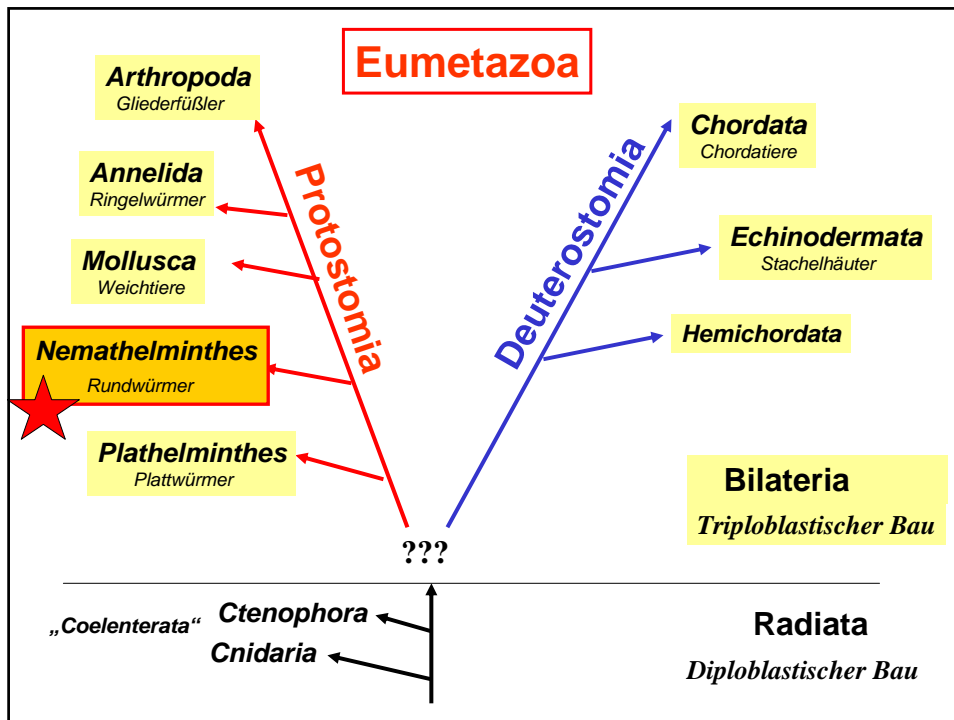 Eumetazoa
Arthropoda
Gliederfüßler
Annelida
Ringelwürmer
Mollusca
Weichtiere
Nemathelminthes
Rundwürmer
Plathelminthes
Plattwürmer
Protostomia
Deuterostomia
Chordata
Chordatiere
Echinodermata
Stachelhäuter
Hemichordata
Bilateria
Triploblastischer Bau
???
„Coelenterata“
Ctenophora
Cnidaria
Radiata
Diploblastischer Bau